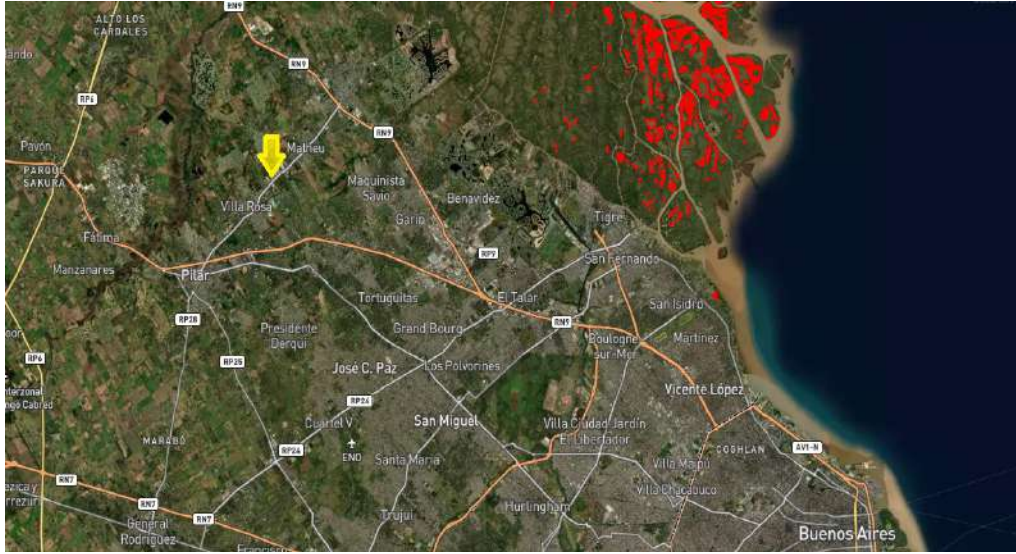 RN9
ALTO LOS
CARDALES
RN9
RP6
RN9
Pavón
Matheu
PARQUE
SAKURA
Maquinista
Savio
Benavidez
Villa Rosa
Garín
Tigre
Fátima
RP9
San Fernando
Manzanares
Pilar
Tortuguitas
El Talar
San Isidro
RP28
Grand Bourg
RN9
Presidente
Derqui
Boulogne
sur-Mer
Martínez
RP6
RP25
José C. Paz
Los Polvorines
Vicente López
RP24
San Miguel
Cuartel V
Villa Ciudad Jardín
El Libertador
MARABÓ
COGHLAN
AV1-N
RP24
END
Santa María
Villa Maipú
RN7
Villa Chacabuco
RN7
RN7
Trujui
Hurlingham
General
Rodríguez
Buenos Aires
Francisco